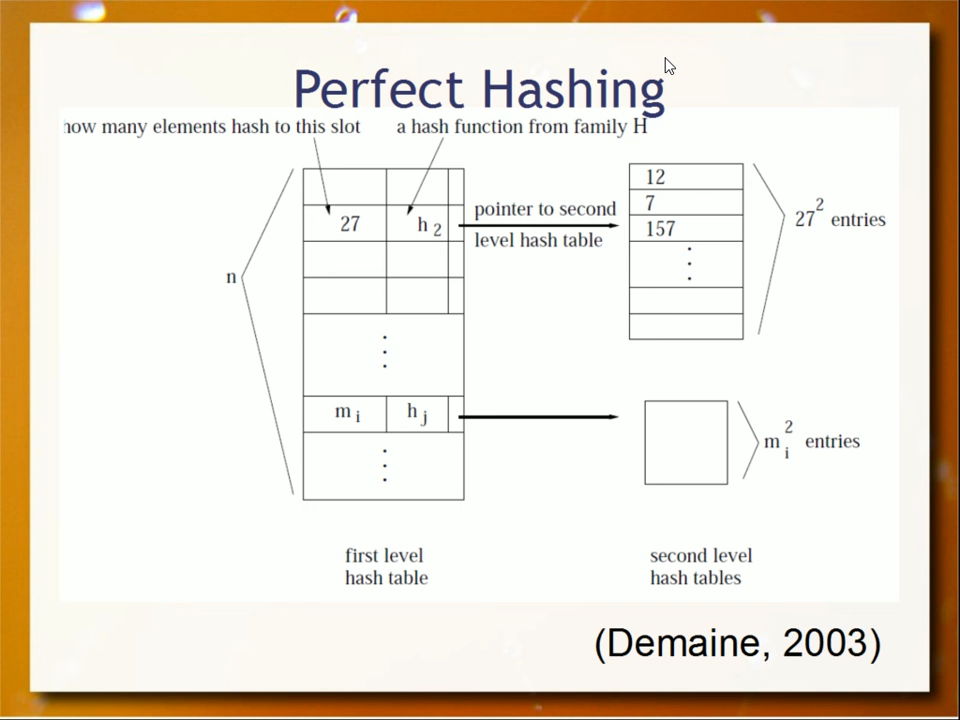 Perfect Hashing
how many elements hash to this slot
a hash function from family H
27
h 2
pointer to second
level hash table
12
7
157
27 2 entries
n
m i
h j
m i 2 entries
first level
hash table
second level
hash tables
(Demaine, 2003)